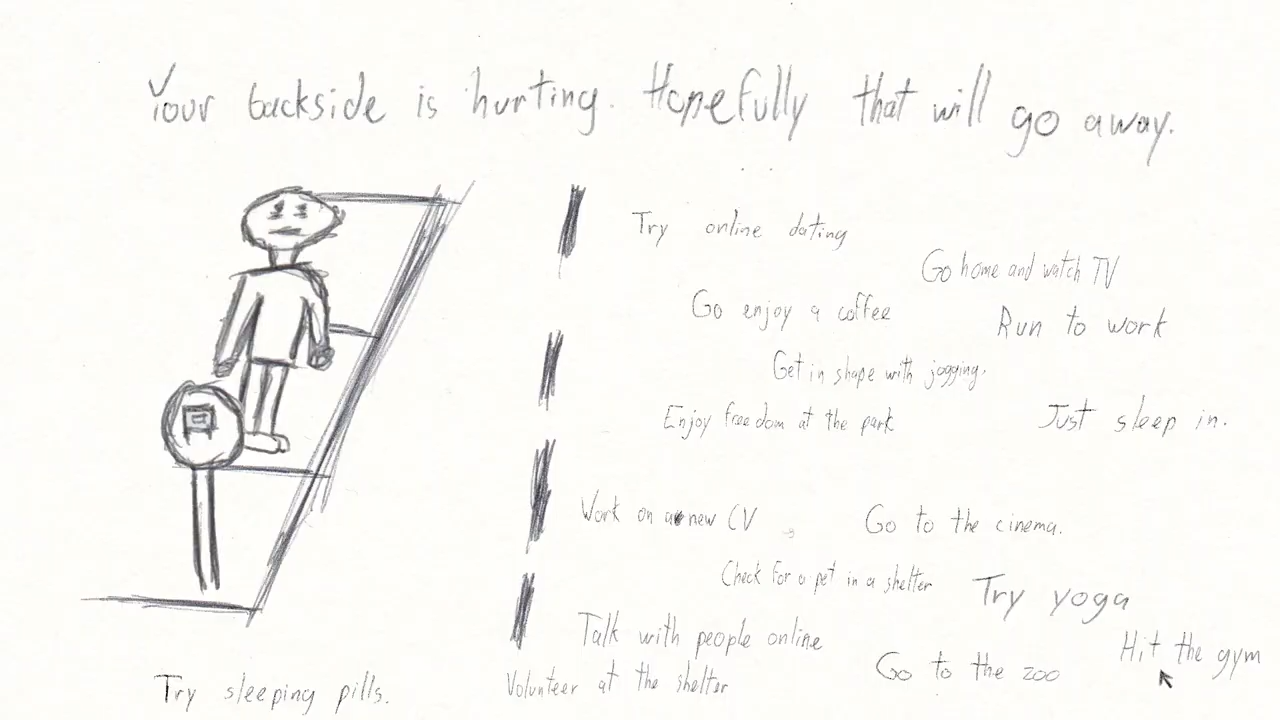 Your backside is hurting. Hopefully that will go away.
Try online dating
Go home and watch TV
Go enjoy a coffee
Run to work
Get in shape with jogging.
Enjoy freedom at the park
Just sleep in.
Work on a new CV
Go to the cinema.
Check for a pet in a shelter
Try yoga
Talk with people online
Hit the gym
Go to the zoo
Volunteer at the shelter
Try sleeping pills.